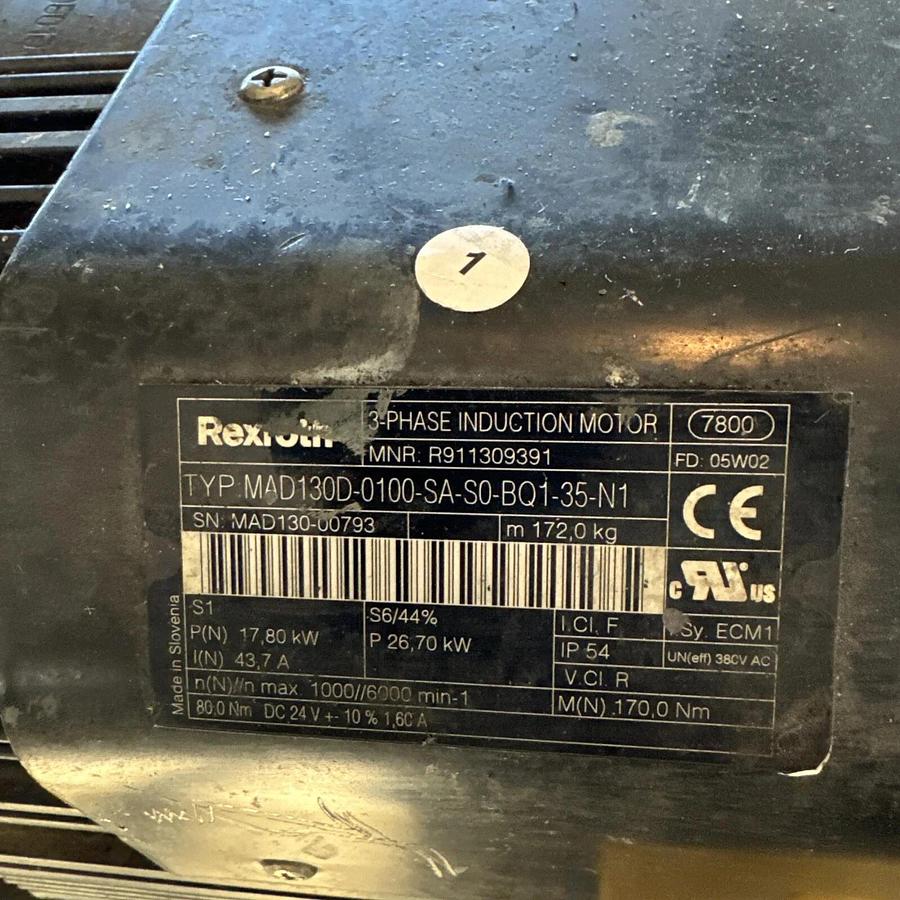 1
Rexroth
3-PHASE INDUCTION MOTOR
7800
MNR: R911309391
FD: 05W02
TYP MAD130D-0100-SA-S0-BQ1-35-N1
CE
SN: MAD130-00793
m 172,0 kg
c RU US
Made in Slovenia
S1
P(N) 17,80 kW
I(N) 43,7 A
S6/44%
P 26,70 kW
I.Cl. F
I.Sy. ECM1
IP 54
UN(eff) 380V AC
V.Cl. R
n(N)//n max. 1000//6000 min-1
M(N) 170,0 Nm
80,0 Nm DC 24 V +- 10 % 1,60 A